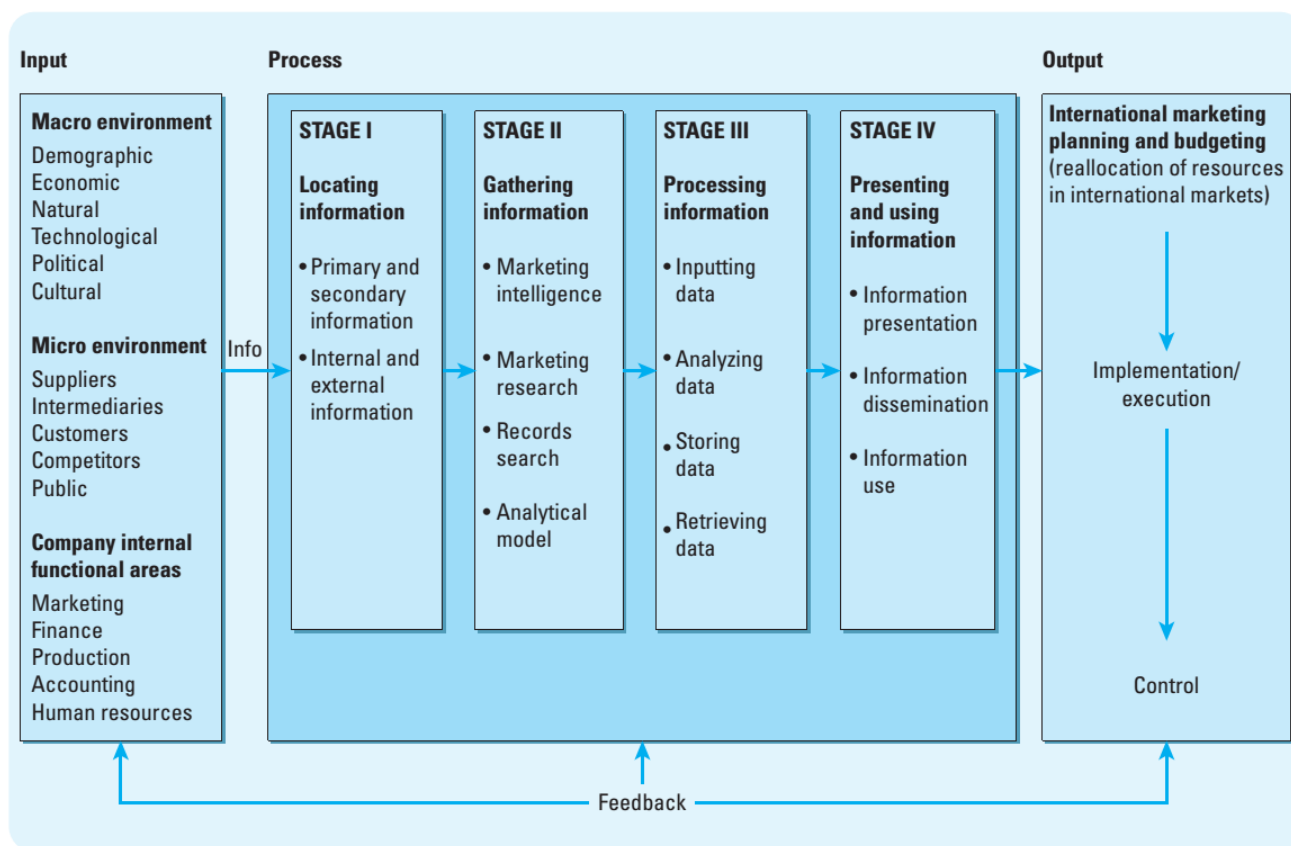 Input
Macro environment
Demographic
Economic
Natural
Technological
Political
Cultural
Micro environment
Suppliers
Intermediaries
Customers
Competitors
Public
Company internal
functional areas
Marketing
Finance
Production
Accounting
Human resources
Info
Process
STAGE I
Locating
information
• Primary and
secondary
information
• Internal and
external
information
STAGE II
Gathering
information
• Marketing
intelligence
• Marketing
research
• Records
search
• Analytical
model
STAGE III
Processing
information
• Inputting
data
• Analyzing
data
• Storing
data
• Retrieving
data
STAGE IV
Presenting
and using
information
• Information
presentation
• Information
dissemination
• Information
use
Output
International marketing
planning and budgeting
(reallocation of resources
in international markets)
Implementation/
execution
Control
Feedback